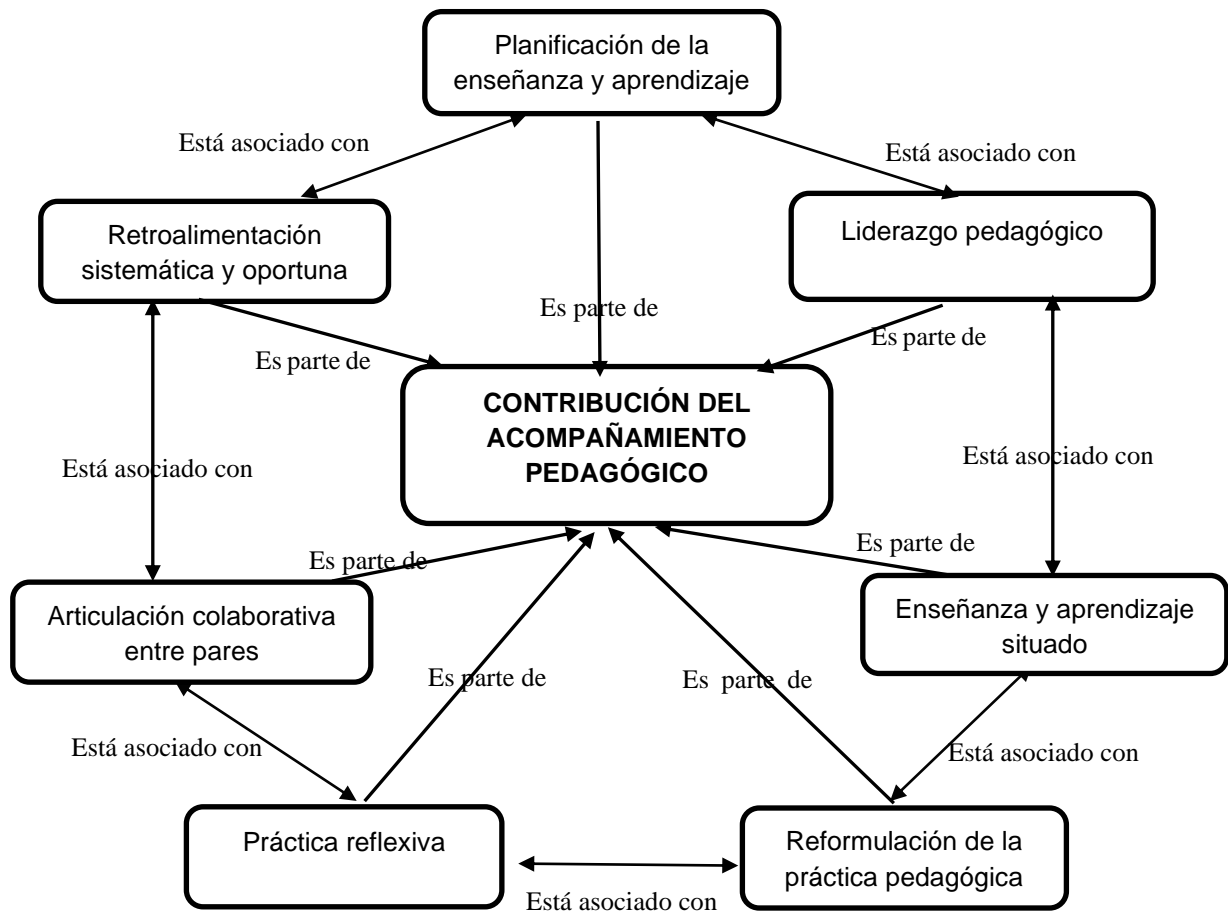 Planificación de la
enseñanza y aprendizaje
Está asociado con
Está asociado con
Retroalimentación
sistemática y oportuna
Liderazgo pedagógico
Es parte de
Es parte de
Es parte de
CONTRIBUCIÓN DEL
ACOMPAÑAMIENTO
PEDAGÓGICO
Está asociado con
Está asociado con
Es parte de
Es parte de
Articulación colaborativa
entre pares
Enseñanza y aprendizaje
situado
Es parte de
Es parte de
Está asociado con
Está asociado con
Práctica reflexiva
Reformulación de la
práctica pedagógica
Está asociado con